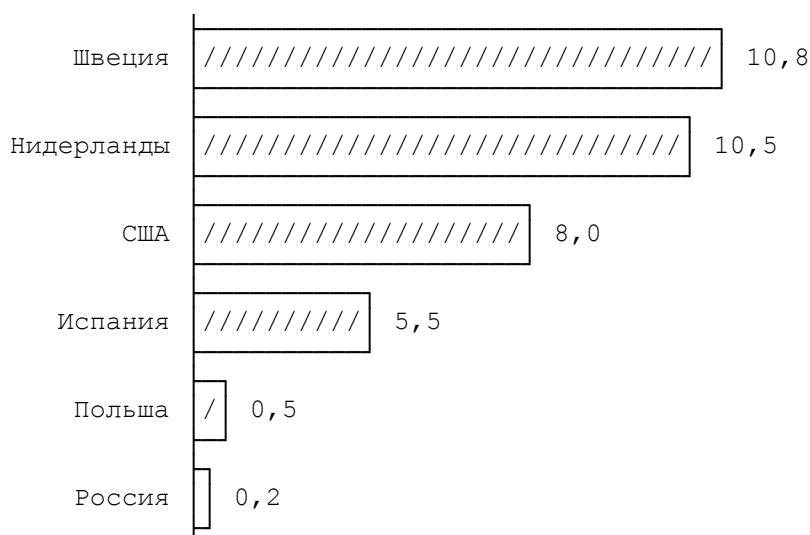 Швеция 10,8
Нидерланды 10,5
США 8,0
Испания 5,5
Польша 0,5
Россия 0,2